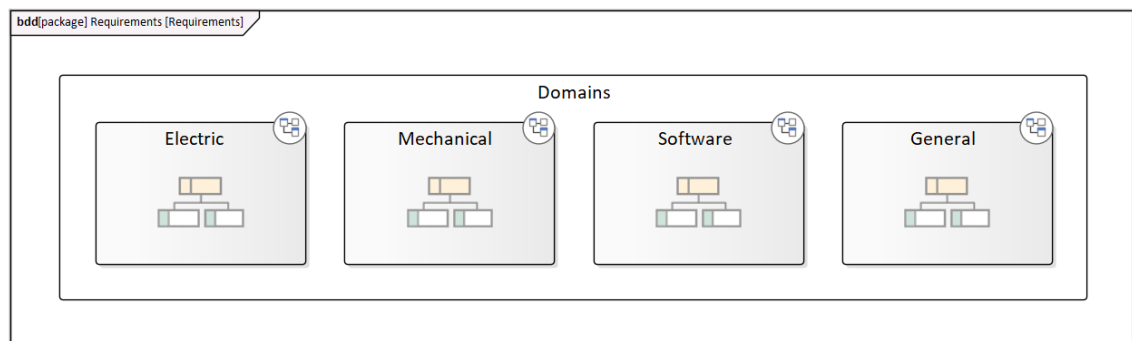 bdd[package] Requirements [Requirements]
Domains
Electric
Mechanical
Software
General